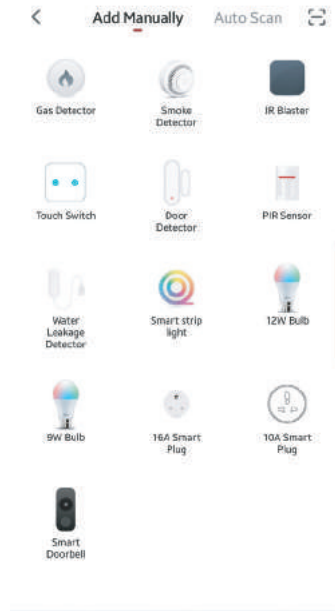 Add Manually Auto Scan
Gas Detector
Smoke
Detector
IR Blaster
Touch Switch
Door
Detector
PIR Sensor
Water
Leakage
Detector
Smart strip
light
12W Bulb
9W Bulb
16A Smart
Plug
10A Smart
Plug
Smart
Doorbell